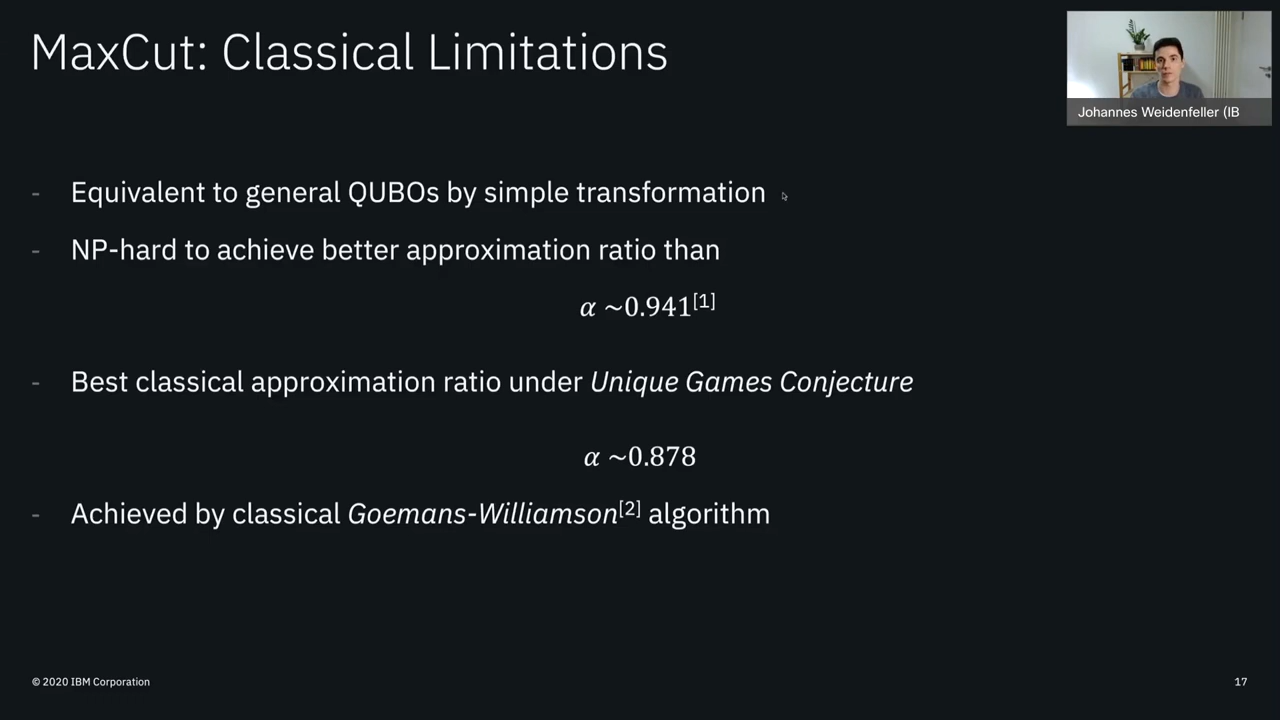 MaxCut: Classical Limitations
Johannes Weidenfeller (IB
- Equivalent to general QUBOs by simple transformation
- NP-hard to achieve better approximation ratio than
α ~0.941[1]
- Best classical approximation ratio under Unique Games Conjecture
α ~0.878
- Achieved by classical Goemans-Williamson[2] algorithm
© 2020 IBM Corporation
17